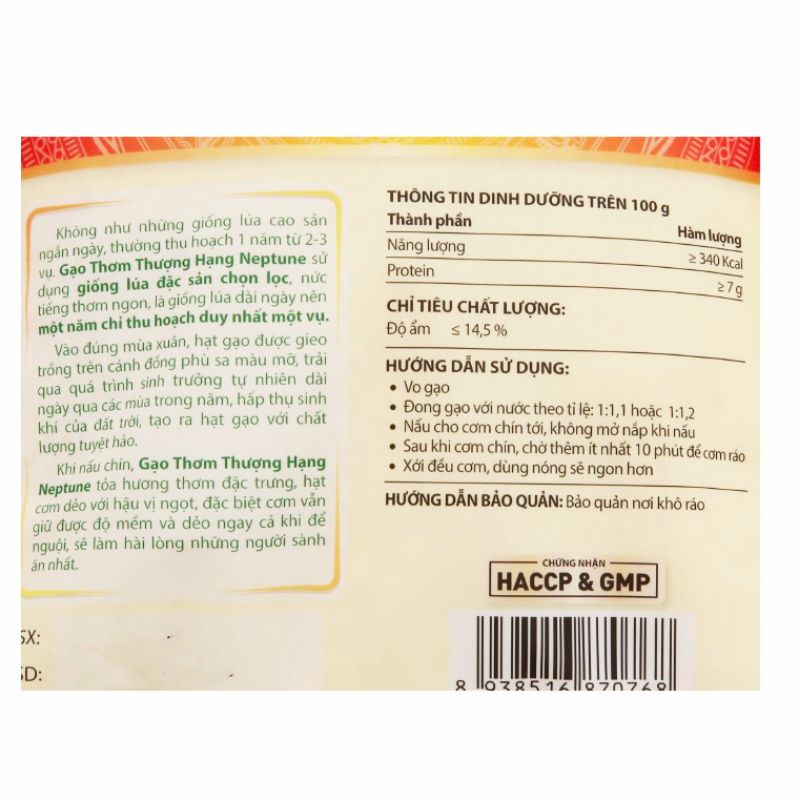 Không như những giống lúa cao sản
ngắn ngày, thường thu hoạch 1 năm từ 2-3
vụ. Gạo Thơm Thượng Hạng Neptune sử
dụng giống lúa đặc sản chọn lọc, nức
tiếng thơm ngon, là giống lúa dài ngày nên
một năm chỉ thu hoạch duy nhất một vụ.
Vào đúng mùa xuân, hạt gạo được gieo
trồng trên cánh đồng phù sa màu mỡ, trải
qua quá trình sinh trưởng tự nhiên dài
ngày qua các mùa trong năm, hấp thụ sinh
khí của đất trời, tạo ra hạt gạo với chất
lượng tuyệt hảo.
Khi nấu chín, Gạo Thơm Thượng Hạng
Neptune tỏa hương thơm đặc trưng, hạt
cơm dẻo với hậu vị ngọt, đặc biệt cơm vẫn
giữ được độ mềm và dẻo ngay cả khi để
nguội, sẽ làm hài lòng những người sành
ăn nhất.
SX:
SD:
THÔNG TIN DINH DƯỠNG TRÊN 100 g
Thành phần Hàm lượng
Năng lượng ≥ 340 Kcal
Protein ≥ 7 g
CHỈ TIÊU CHẤT LƯỢNG:
Độ ẩm ≤ 14,5 %
HƯỚNG DẪN SỬ DỤNG:
• Vo gạo
• Đong gạo với nước theo tỉ lệ: 1:1,1 hoặc 1:1,2
• Nấu cho cơm chín tới, không mở nắp khi nấu
• Sau khi cơm chín, chờ thêm ít nhất 10 phút để cơm ráo
• Xới đều cơm, dùng nóng sẽ ngon hơn
HƯỚNG DẪN BẢO QUẢN: Bảo quản nơi khô ráo
CHỨNG NHẬN
HACCP & GMP
8 938516 870768